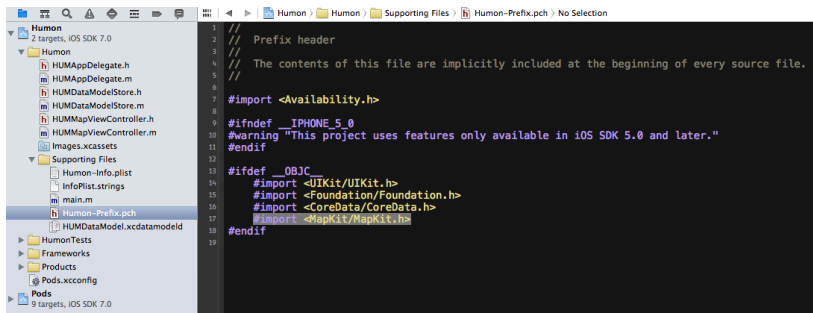 Humon
2 targets, iOS SDK 7.0
Humon
HUMAppDelegate.h
HUMAppDelegate.m
HUMDataModelStore.h
HUMDataModelStore.m
HUMMapViewController.h
HUMMapViewController.m
Images.xcassets
Supporting Files
Humon-Info.plist
InfoPlist.strings
main.m
Humon-Prefix.pch
HUMDataModel.xcdatamodeld
HumonTests
Frameworks
Products
Pods.xcconfig
Pods
9 targets, iOS SDK 7.0
Humon Humon Supporting Files Humon-Prefix.pch No Selection
1 //
2 //  Prefix header
3 //
4 //  The contents of this file are implicitly included at the beginning of every source file.
5 //
6
7 #import <Availability.h>
8
9 #ifndef __IPHONE_5_0
10 #warning "This project uses features only available in iOS SDK 5.0 and later."
11 #endif
12
13 #ifdef __OBJC__
14     #import <UIKit/UIKit.h>
15     #import <Foundation/Foundation.h>
16     #import <CoreData/CoreData.h>
17     #import <MapKit/MapKit.h>
18 #endif
19